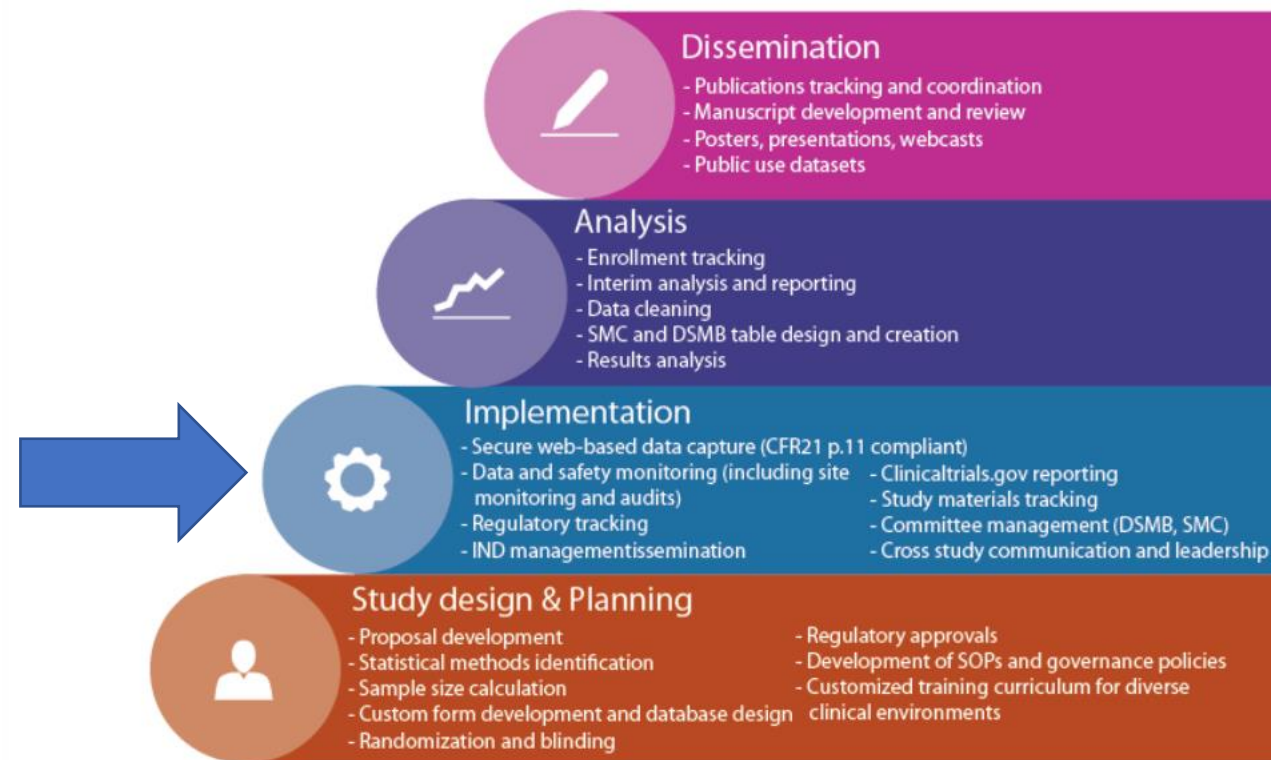 Dissemination
- Publications tracking and coordination
- Manuscript development and review
- Posters, presentations, webcasts
- Public use datasets
Analysis
- Enrollment tracking
- Interim analysis and reporting
- Data cleaning
- SMC and DSMB table design and creation
- Results analysis
Implementation
- Secure web-based data capture (CFR21 p.11 compliant)
- Data and safety monitoring (including site
monitoring and audits)
- Regulatory tracking
- IND managementissemination
- Clinicaltrials.gov reporting
- Study materials tracking
- Committee management (DSMB, SMC)
- Cross study communication and leadership
Study design & Planning
- Proposal development
- Statistical methods identification
- Sample size calculation
- Custom form development and database design
- Randomization and blinding
- Regulatory approvals
- Development of SOPs and governance policies
- Customized training curriculum for diverse
clinical environments